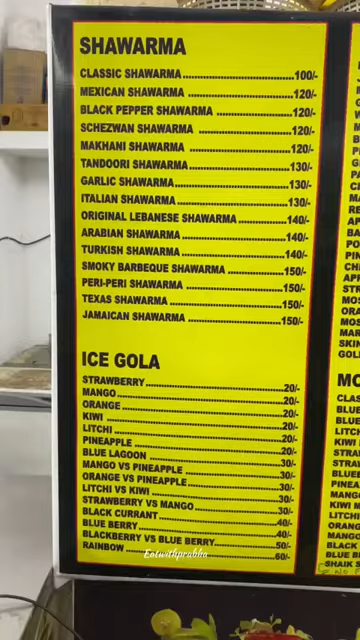 SHAWARMA
CLASSIC SHAWARMA 100/-
MEXICAN SHAWARMA 120/-
BLACK PEPPER SHAWARMA 120/-
SCHEZWAN SHAWARMA 120/-
MAKHANI SHAWARMA 120/-
TANDOORI SHAWARMA 130/-
GARLIC SHAWARMA 130/-
ITALIAN SHAWARMA 130/-
ORIGINAL LEBANESE SHAWARMA 140/-
ARABIAN SHAWARMA 140/-
TURKISH SHAWARMA 140/-
SMOKY BARBEQUE SHAWARMA 150/-
PERI-PERI SHAWARMA 150/-
TEXAS SHAWARMA 150/-
JAMAICAN SHAWARMA 150/-
ICE GOLA
STRAWBERRY 20/-
MANGO 20/-
ORANGE 20/-
KIWI 20/-
LITCHI 20/-
PINEAPPLE 20/-
BLUE LAGOON 30/-
MANGO VS PINEAPPLE 30/-
ORANGE VS PINEAPPLE 30/-
LITCHI VS KIWI 30/-
STRAWBERRY VS MANGO 30/-
BLACK CURRANT 40/-
BLUE BERRY 40/-
BLACKBERRY VS BLUE BERRY 50/-
RAINBOW 60/-
Eatwithprabhu